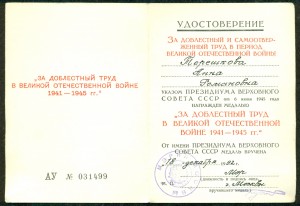 „ЗА ДОБЛЕСТНЫЙ ТРУД
В ВЕЛИКОЙ ОТЕЧЕСТВЕННОЙ ВОЙНЕ
1941—1945 гг.“
АУ № 031499
УДОСТОВЕРЕНИЕ
ЗА ДОБЛЕСТНЫЙ И САМООТВЕР-
ЖЕННЫЙ ТРУД В ПЕРИОД
ВЕЛИКОЙ ОТЕЧЕСТВЕННОЙ ВОЙНЫ
Терешкова
Анна
Романовна
УКАЗОМ ПРЕЗИДИУМА ВЕРХОВНОГО
СОВЕТА СССР от 6 июня 1945 года
НАГРАЖДЕН МЕДАЛЬЮ
„ЗА ДОБЛЕСТНЫЙ ТРУД
В ВЕЛИКОЙ ОТЕЧЕСТВЕННОЙ
ВОЙНЕ 1941—1945 гг.“
От имени ПРЕЗИДИУМА ВЕРХОВНОГО
СОВЕТА СССР МЕДАЛЬ ВРУЧЕНА
18 декабря
г. Москвы